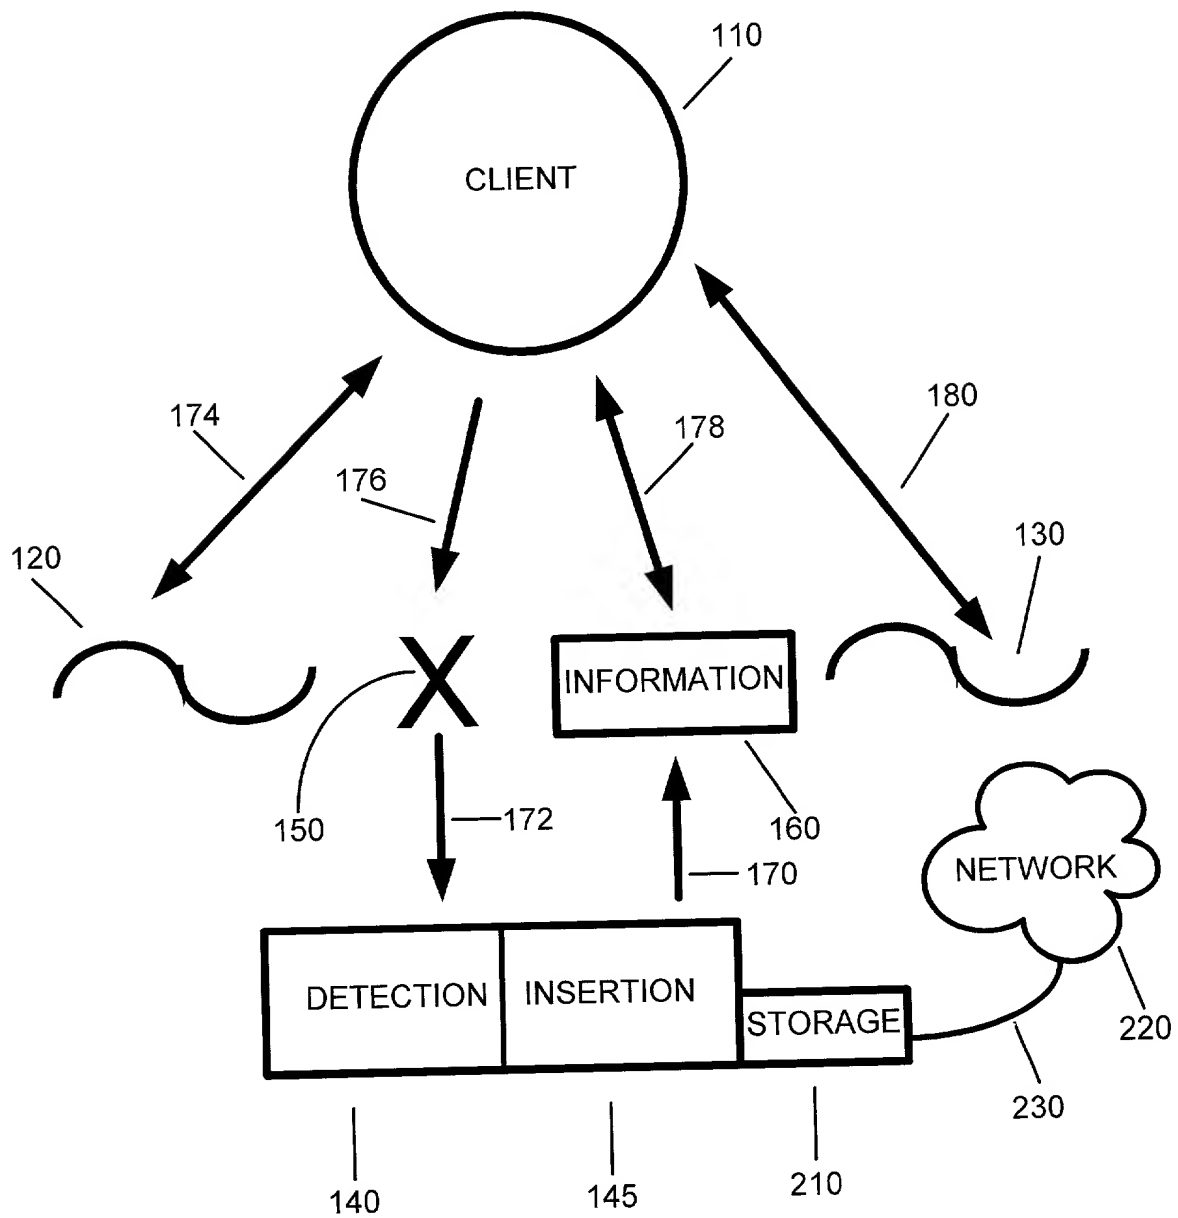 110
CLIENT
180
174
178
176
130
120
INFORMATION
150
172
160
NETWORK
170
DETECTION
INSERTION
STORAGE
220
230
140
145
210